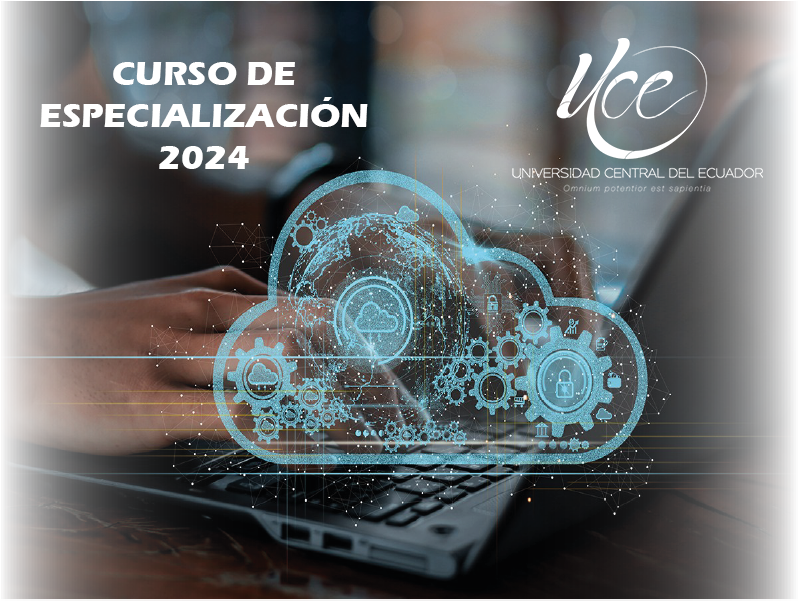 CURSO DE
ESPECIALIZACIÓN
2024
uce
UNIVERSIDAD CENTRAL DEL ECUADOR
Omnium potentior est sapientia